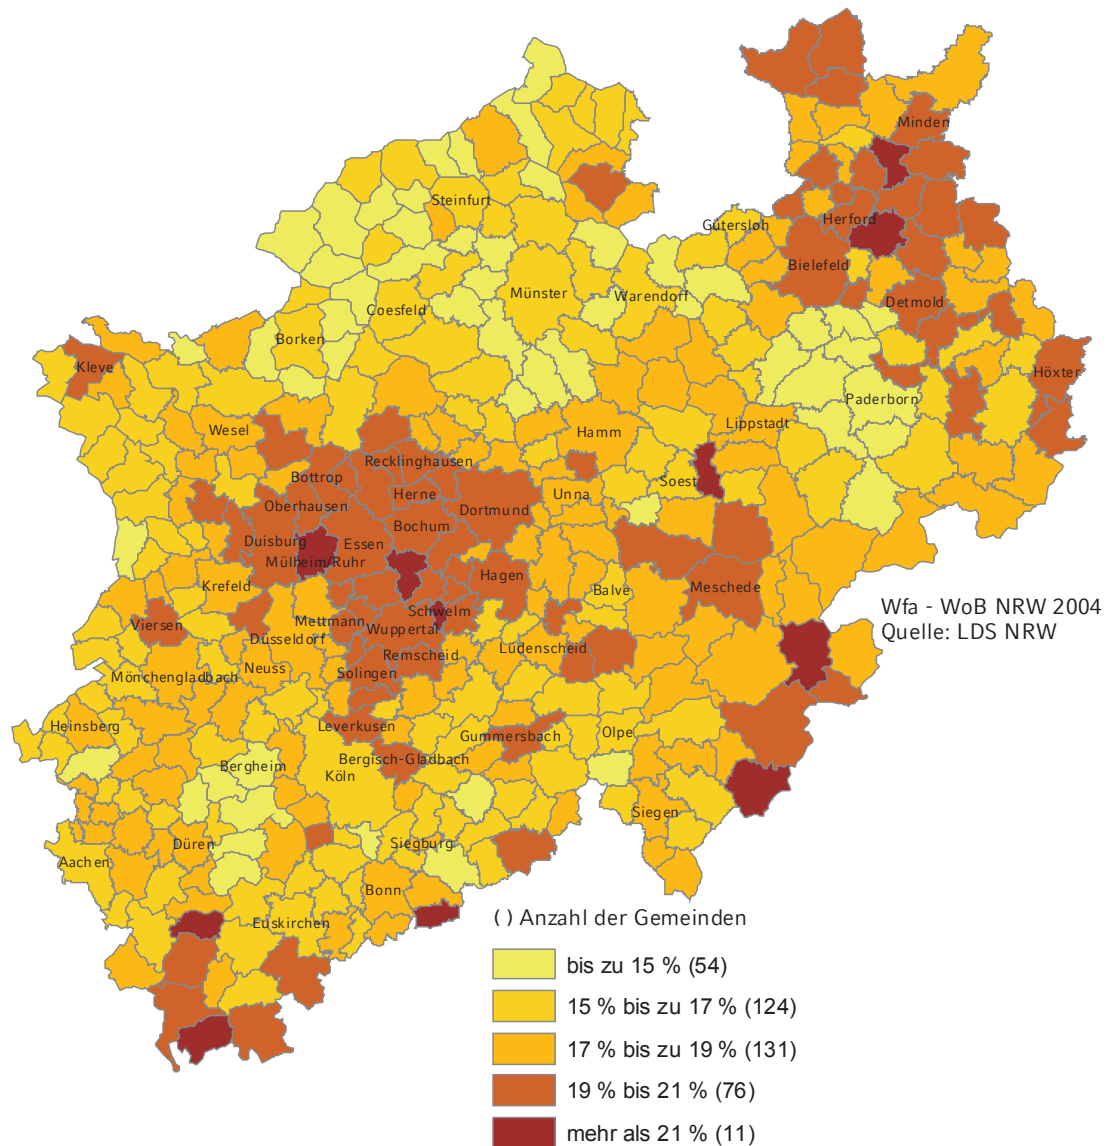 Minden
Steinfurt
Gütersloh
Herford
Bielefeld
Münster
Warendorf
Detmold
Coesfeld
Borken
Kleve
Höxter
Paderborn
Wesel
Hamm
Lippstadt
Recklinghausen
Bottrop
Soest
Herne
Unna
Oberhausen
Dortmund
Bochum
Duisburg
Essen
Mülheim/Ruhr
Hagen
Krefeld
Balve
Meschede
Wfa - WoB NRW 2004
Quelle: LDS NRW
Schwelm
Mettmann
Viersen
Wuppertal
Düsseldorf
Lüdenscheid
Remscheid
Neuss
Solingen
Mönchengladbach
Heinsberg
Leverkusen
Gummersbach
Olpe
Bergisch-Gladbach
Bergheim
Köln
Siegen
Düren
Siegburg
Aachen
Bonn
Euskirchen
( ) Anzahl der Gemeinden
bis zu 15 % (54)
15 % bis zu 17 % (124)
17 % bis zu 19 % (131)
19 % bis 21 % (76)
mehr als 21 % (11)